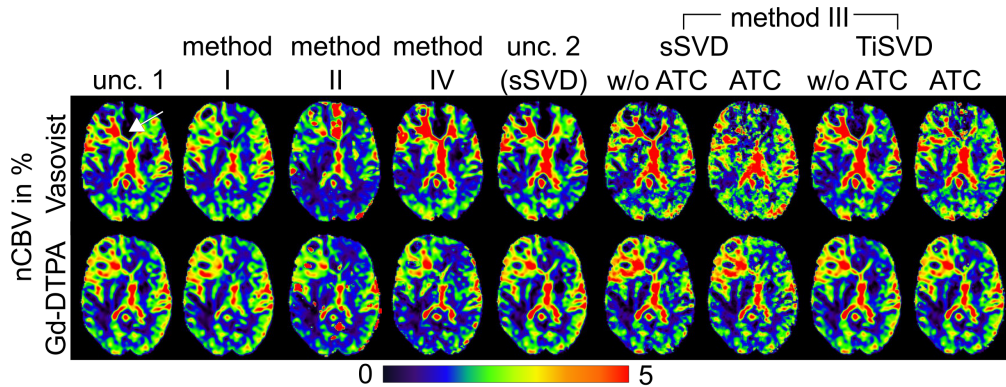 method III
method method method unc. 2 sSVD TiSVD
unc. 1 I II IV (sSVD) w/o ATC ATC w/o ATC ATC
nCBV in %
Vasovist
Gd-DTPA
0 5